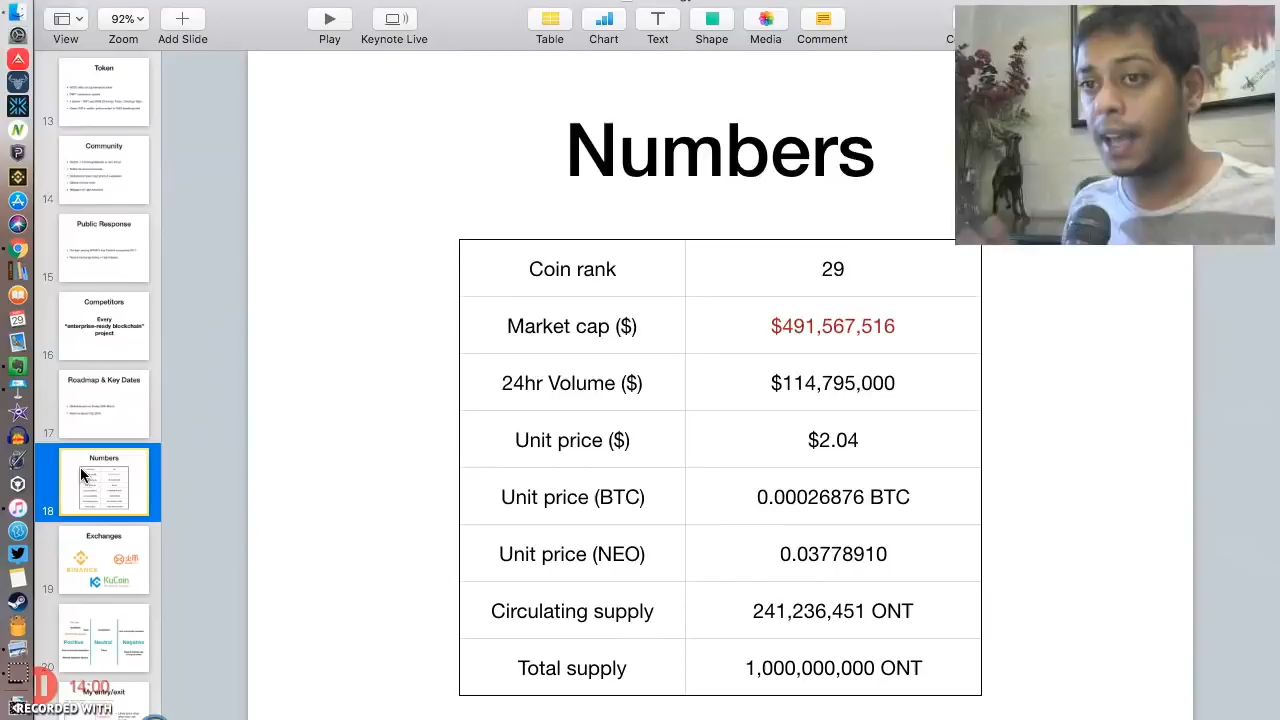 92%
View
Zoom
Add Slide
Play
Keynote Live
Table
Chart
Text
Shape
Media
Comment
Token
13
Community
14
Public Response
15
Competitors
Every
"enterprise-ready blockchain"
project
16
Roadmap & Key Dates
17
Numbers
18
Exchanges
BINANCE
KuCoin
19
Positive
Neutral
Negative
20
My entry/exit
29
14:00
RECORDED WITH
Numbers
Coin rank 29
Market cap ($) $491,567,516
24hr Volume ($) $114,795,000
Unit price ($) $2.04
Unit price (BTC) 0.00026876 BTC
Unit price (NEO) 0.03778910
Circulating supply 241,236,451 ONT
Total supply 1,000,000,000 ONT